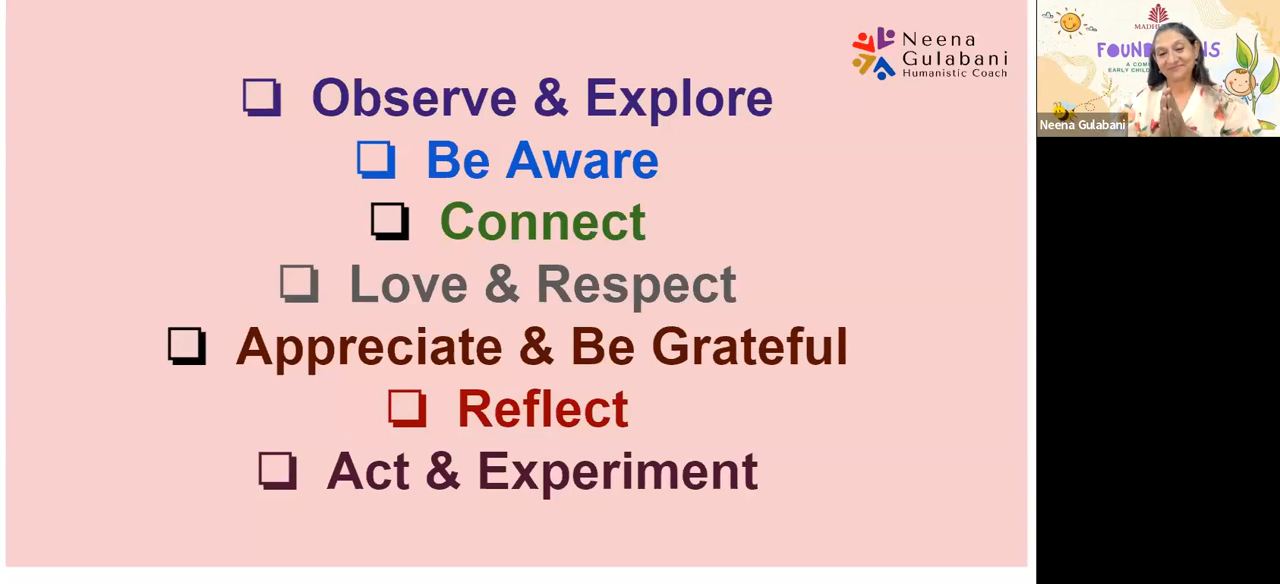 Neena
Gulabani
Humanistic Coach
❏ Observe & Explore
❏ Be Aware
❏ Connect
❏ Love & Respect
❏ Appreciate & Be Grateful
❏ Reflect
❏ Act & Experiment
Neena Gulabani